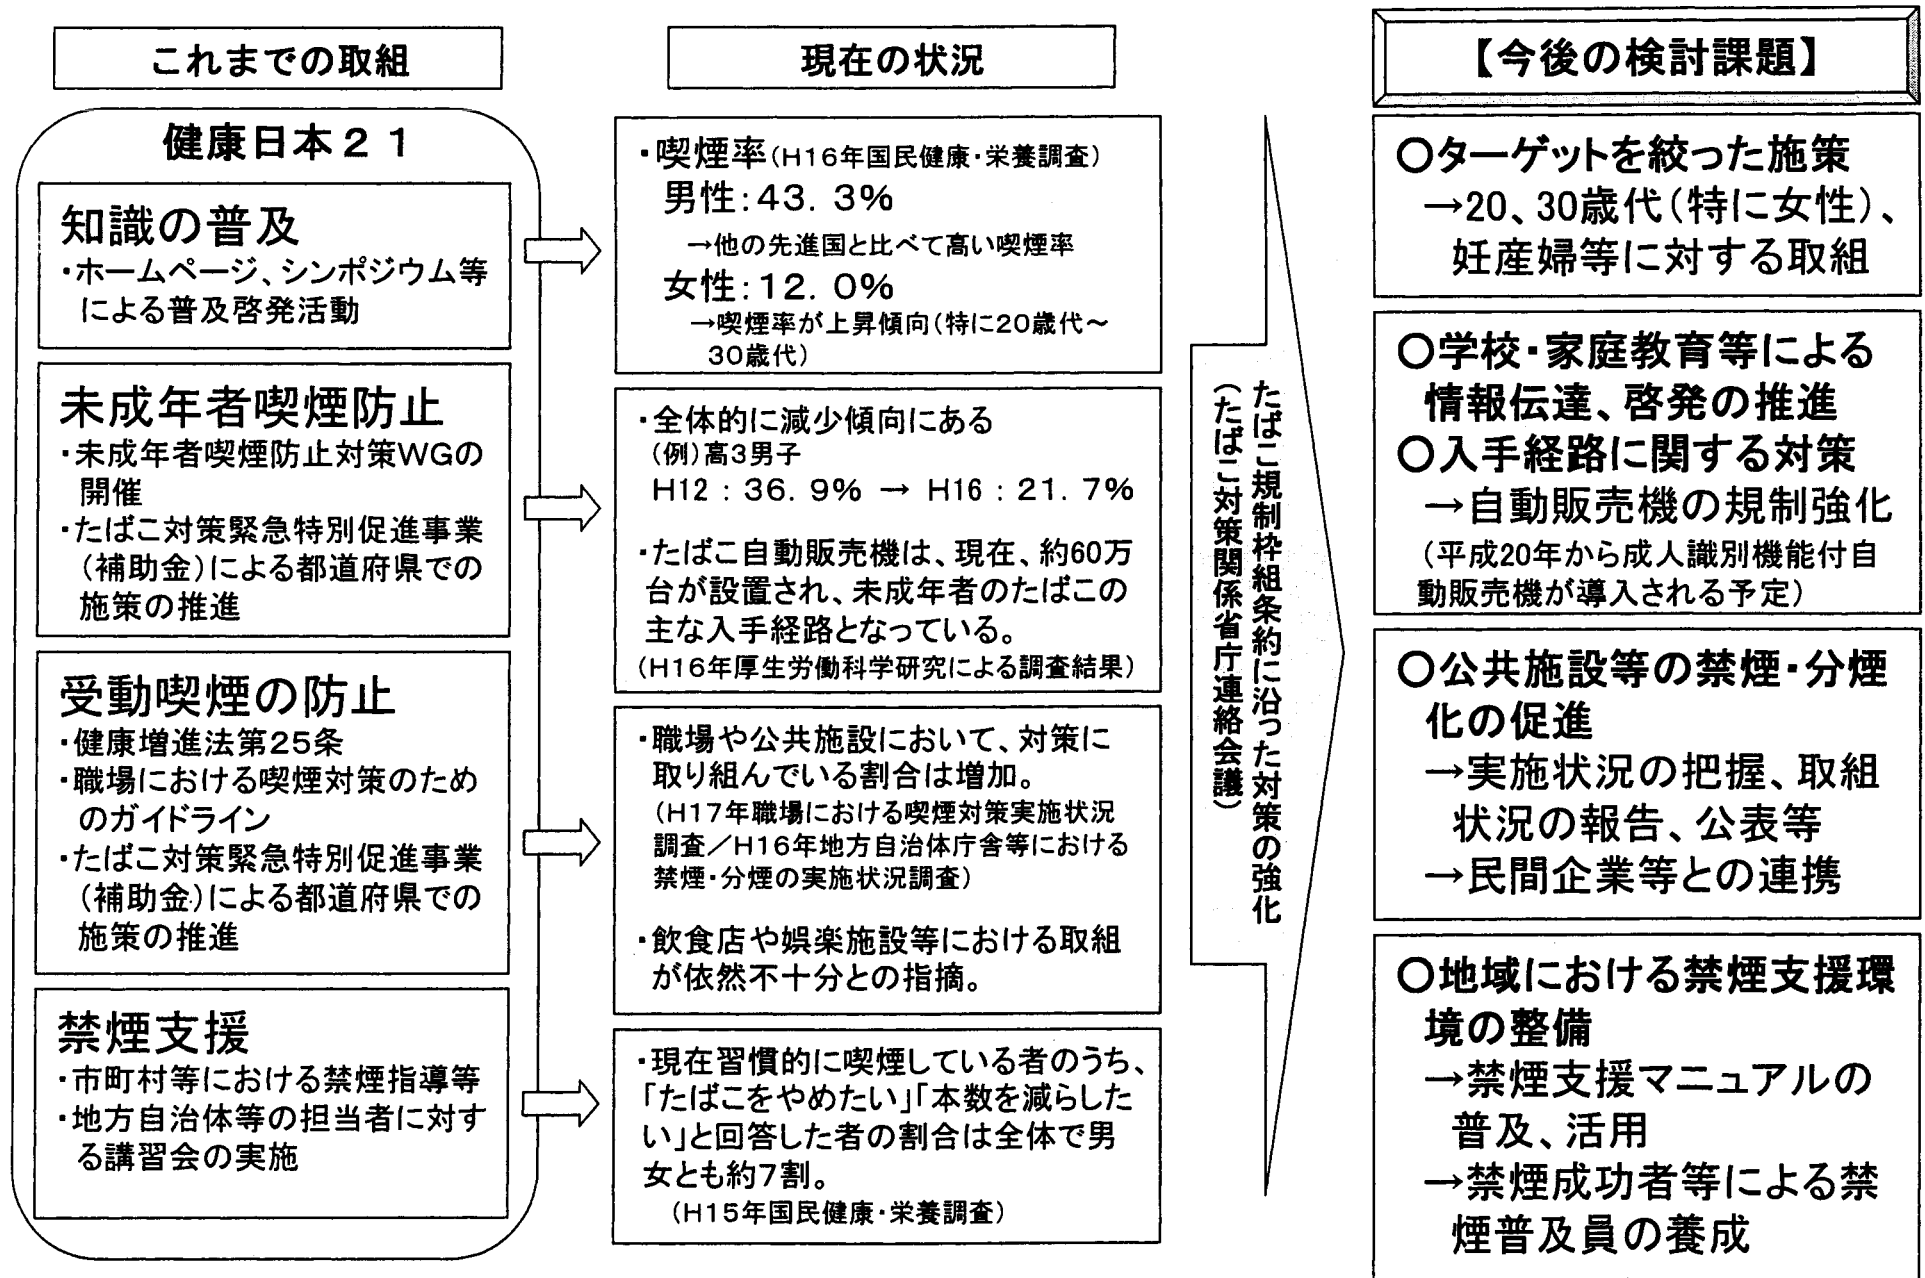 これまでの取組
健康日本２１
知識の普及
・ホームページ、シンポジウム等
による普及啓発活動
未成年者喫煙防止
・未成年者喫煙防止対策WGの
開催
・たばこ対策緊急特別促進事業
（補助金）による都道府県での
施策の推進
受動喫煙の防止
・健康増進法第25条
・職場における喫煙対策のため
のガイドライン
・たばこ対策緊急特別促進事業
（補助金）による都道府県での
施策の推進
禁煙支援
・市町村等における禁煙指導等
・地方自治体等の担当者に対す
る講習会の実施
現在の状況
・喫煙率（H16年国民健康・栄養調査）
男性：43．3%
→他の先進国と比べて高い喫煙率
女性：12．0%
→喫煙率が上昇傾向（特に20歳代～
30歳代）
・全体的に減少傾向にある
（例）高3男子
H12：36．9% → H16：21．7%
・たばこ自動販売機は、現在、約60万
台が設置され、未成年者のたばこの
主な入手経路となっている。
（H16年厚生労働科学研究による調査結果）
・職場や公共施設において、対策に
取り組んでいる割合は増加。
（H17年職場における喫煙対策実施状況
調査／H16年地方自治体庁舎等における
禁煙・分煙の実施状況調査）
・飲食店や娯楽施設等における取組
が依然不十分との指摘。
・現在習慣的に喫煙している者のうち、
「たばこをやめたい」「本数を減らした
い」と回答した者の割合は全体で男
女とも約7割。
（H15年国民健康・栄養調査）
たばこ規制枠組条約に沿った対策の強化
（たばこ対策関係省庁連絡会議）
【今後の検討課題】
○ターゲットを絞った施策
→20、30歳代（特に女性）、
妊産婦等に対する取組
○学校・家庭教育等による
情報伝達、啓発の推進
○入手経路に関する対策
→自動販売機の規制強化
（平成20年から成人識別機能付自
動販売機が導入される予定）
○公共施設等の禁煙・分煙
化の促進
→実施状況の把握、取組
状況の報告、公表等
→民間企業等との連携
○地域における禁煙支援環
境の整備
→禁煙支援マニュアルの
普及、活用
→禁煙成功者等による禁
煙普及員の養成